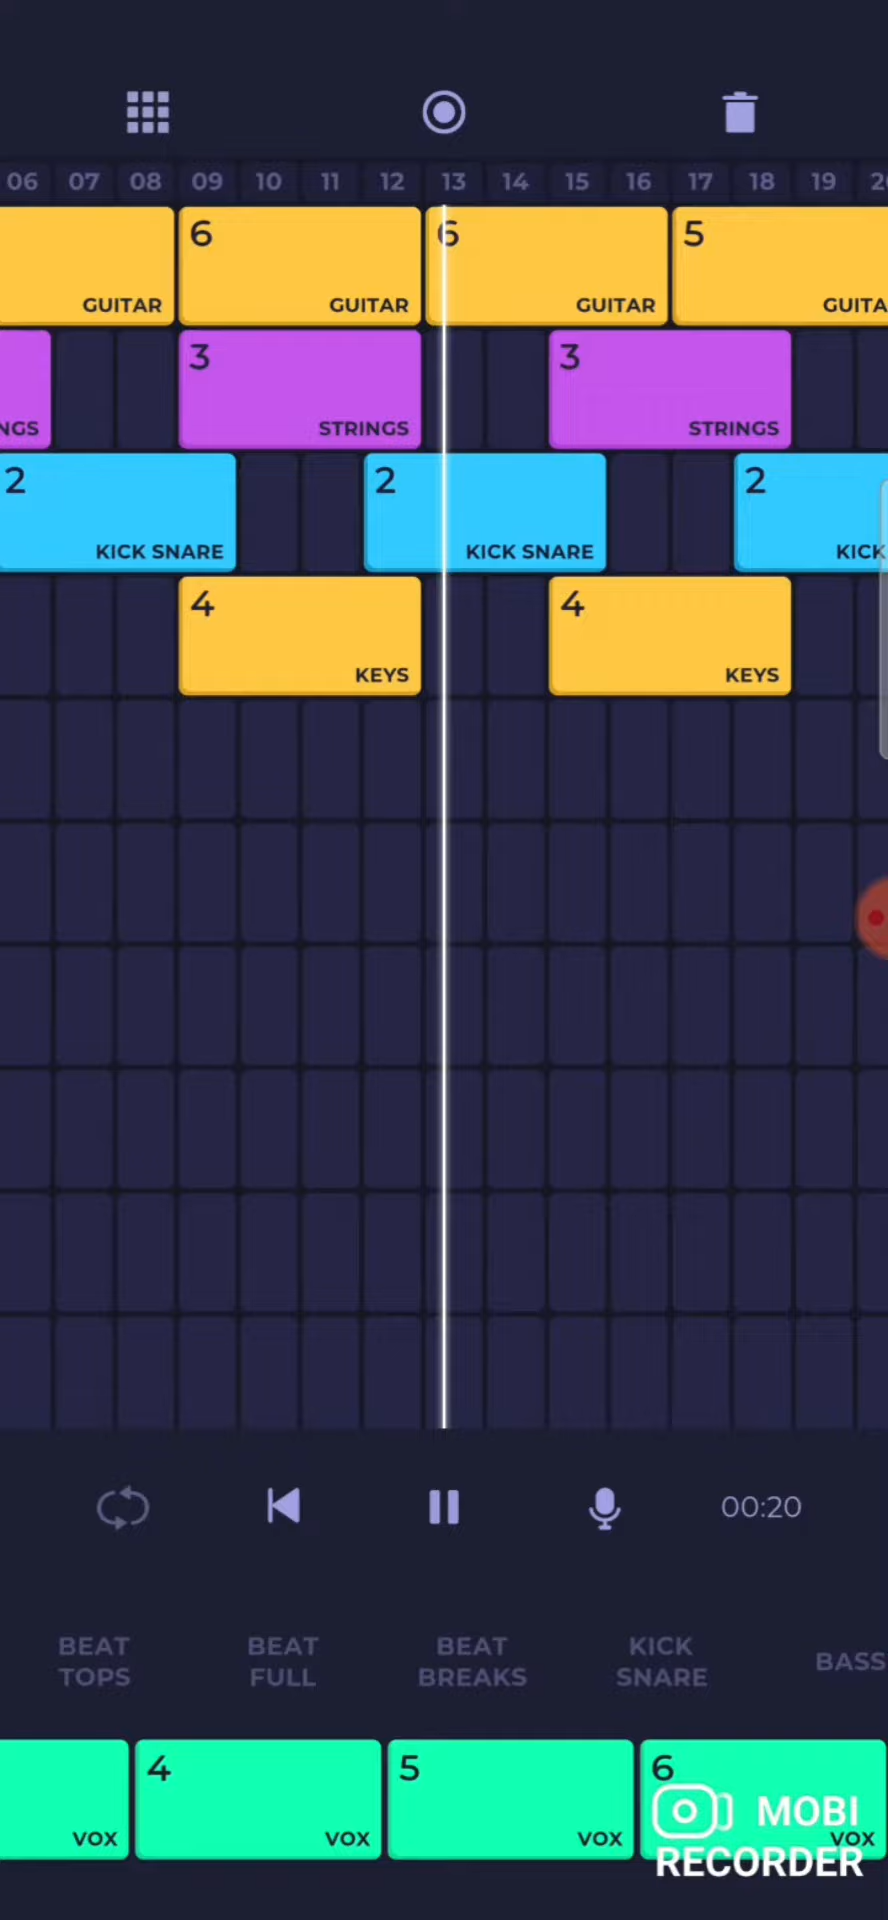 06 07 08 09 10 11 12 13 14 15 16 17 18 19 20
6 6 5
GUITAR GUITAR GUITAR GUITA
3 3
NGS STRINGS STRINGS
2 2 2
KICK SNARE KICK SNARE KICK
4 4
KEYS KEYS
00:20
BEAT TOPS
BEAT FULL
BEAT BREAKS
KICK SNARE
BASS
4 5 6
VOX VOX VOX VOX
MOBI
RECORDER